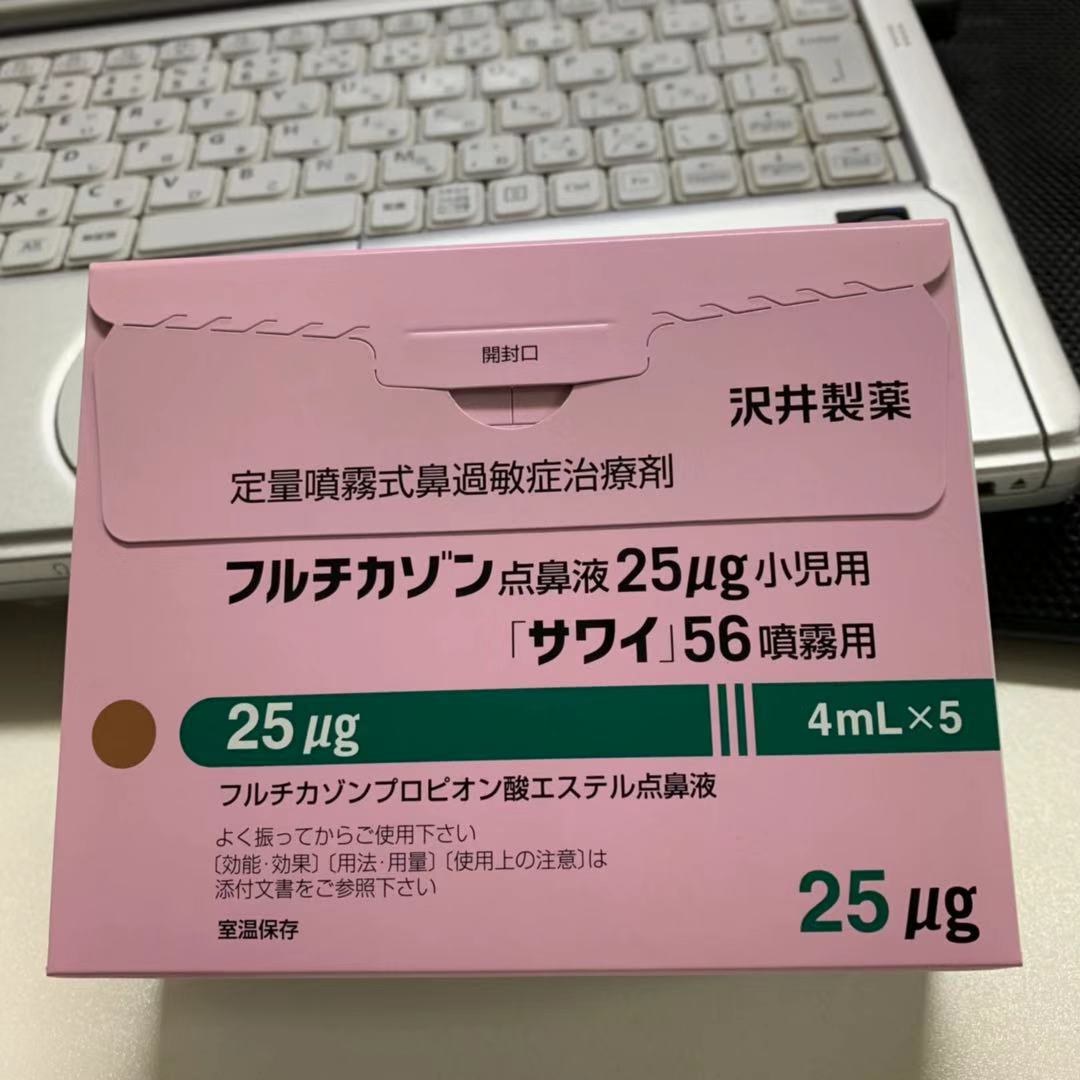 開封口
沢井製薬
定量噴霧式鼻過敏症治療剤
フルチカゾン点鼻液25μg小児用
「サワイ」56噴霧用
25μg
4mL×5
フルチカゾンプロピオン酸エステル点鼻液
よく振ってからご使用下さい
〔効能・効果〕〔用法・用量〕〔使用上の注意〕は
添付文書をご参照下さい
室温保存
25μg